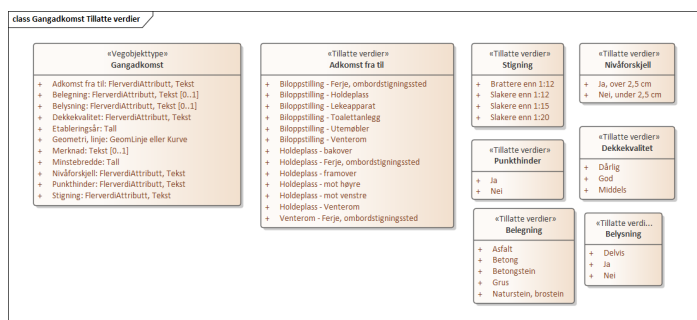 class Gangadkomst Tillatte verdier
«Vegobjekttype»
Gangadkomst
+ Adkomst fra til: FlerverdiAttributt, Tekst
+ Belegning: FlerverdiAttributt, Tekst [0..1]
+ Belysning: FlerverdiAttributt, Tekst [0..1]
+ Dekkekvalitet: FlerverdiAttributt, Tekst
+ Etableringsår: Tall
+ Geometri, linje: GeomLinje eller Kurve
+ Merknad: Tekst [0..1]
+ Minstebredde: Tall
+ Nivåforskjell: FlerverdiAttributt, Tekst
+ Punkthinder: FlerverdiAttributt, Tekst
+ Stigning: FlerverdiAttributt, Tekst
«Tillatte verdier»
Adkomst fra til
+ Biloppstilling - Ferje, ombordstigningssted
+ Biloppstilling - Holdeplass
+ Biloppstilling - Lekeapparat
+ Biloppstilling - Toalettanlegg
+ Biloppstilling - Utemøbler
+ Biloppstilling - Venterom
+ Holdeplass - bakover
+ Holdeplass - Ferje, ombordstigningssted
+ Holdeplass - framover
+ Holdeplass - mot høyre
+ Holdeplass - mot venstre
+ Holdeplass - Venterom
+ Venterom - Ferje, ombordstigningssted
«Tillatte verdier»
Stigning
+ Brattere enn 1:12
+ Slakere enn 1:12
+ Slakere enn 1:15
+ Slakere enn 1:20
«Tillatte verdier»
Nivåforskjell
+ Ja, over 2,5 cm
+ Nei, under 2,5 cm
«Tillatte verdier»
Punkthinder
+ Ja
+ Nei
«Tillatte verdier»
Dekkekvalitet
+ Dårlig
+ God
+ Middels
«Tillatte verdier»
Belegning
+ Asfalt
+ Betong
+ Betongstein
+ Grus
+ Naturstein, brostein
«Tillatte verdi...
Belysning
+ Delvis
+ Ja
+ Nei